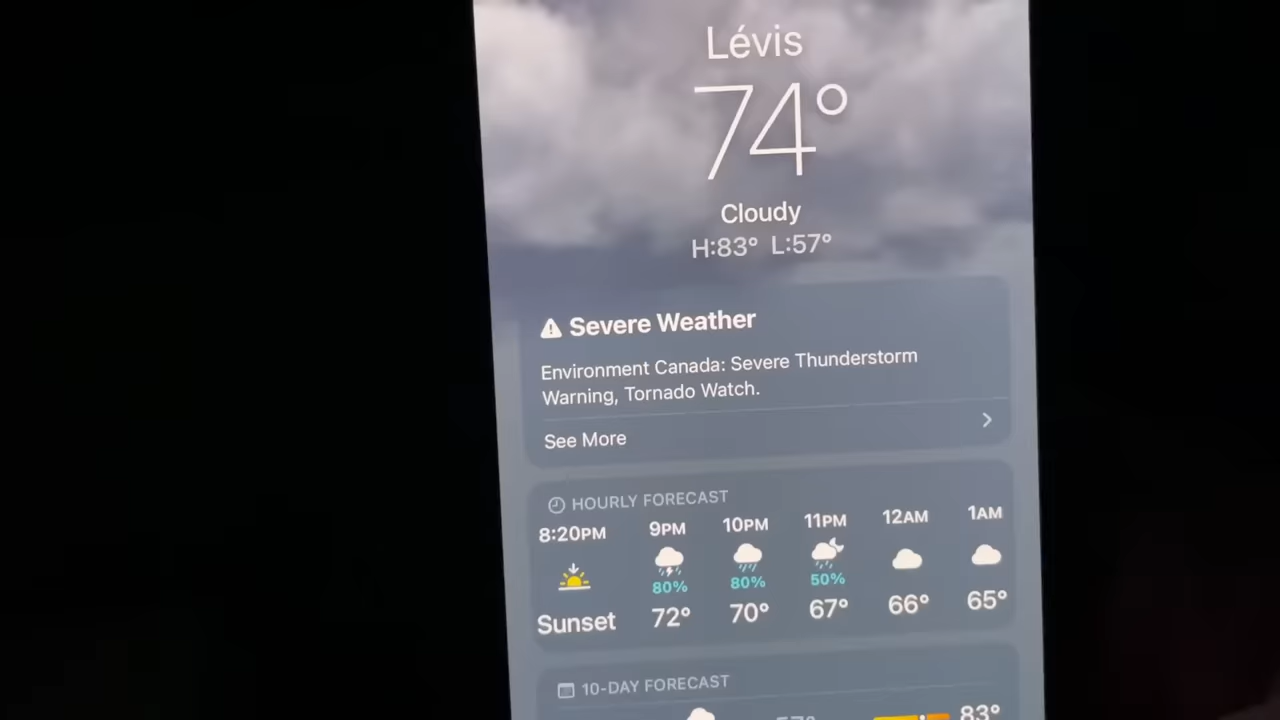 Lévis
74°
Cloudy
H:83° L:57°
Severe Weather
Environment Canada: Severe Thunderstorm
Warning, Tornado Watch.
See More
HOURLY FORECAST
8:20PM 9PM 10PM 11PM 12AM 1AM
80% 80% 50%
Sunset 72° 70° 67° 66° 65°
10-DAY FORECAST
57° 83°